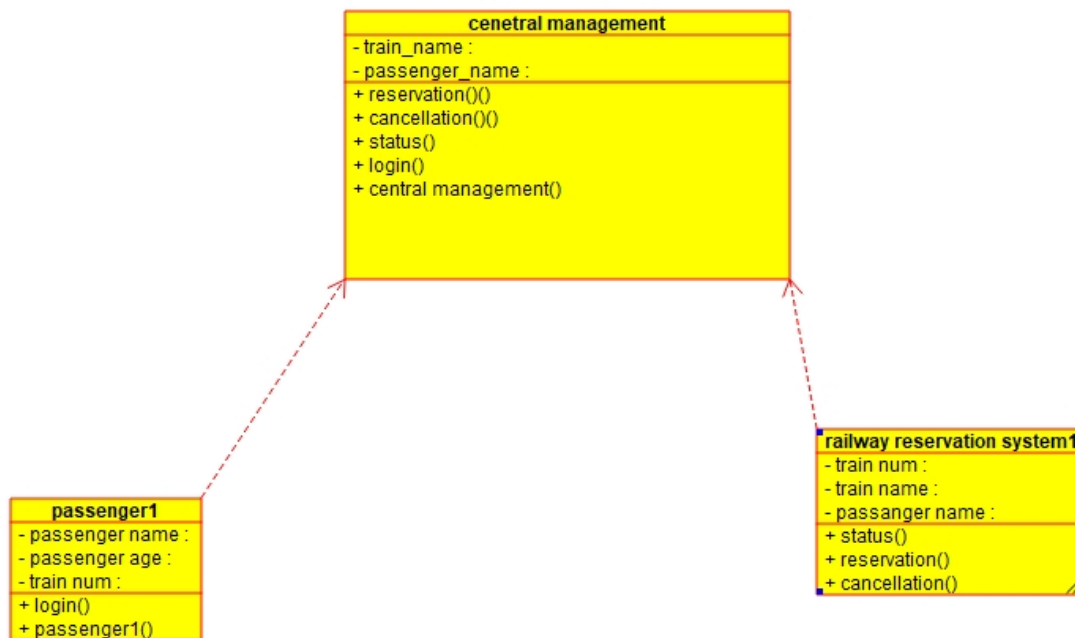 cenetral management
- train_name :
- passenger_name :
+ reservation()()
+ cancellation()()
+ status()
+ login()
+ central management()
railway reservation system1
- train num :
- train name :
- passanger name :
+ status()
+ reservation()
+ cancellation()
passenger1
- passenger name :
- passenger age :
- train num :
+ login()
+ passenger1()